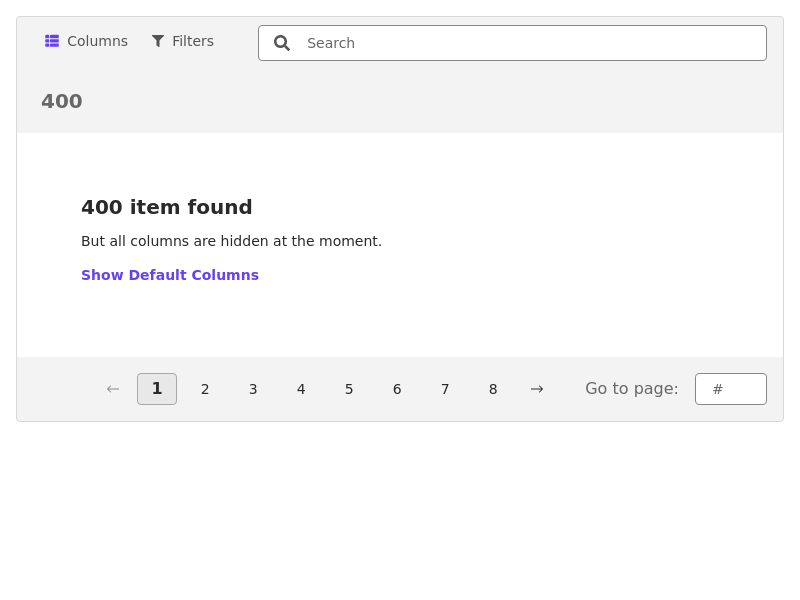 Columns Filters Search
400
400 item found
But all columns are hidden at the moment.
Show Default Columns
← 1 2 3 4 5 6 7 8 → Go to page: #